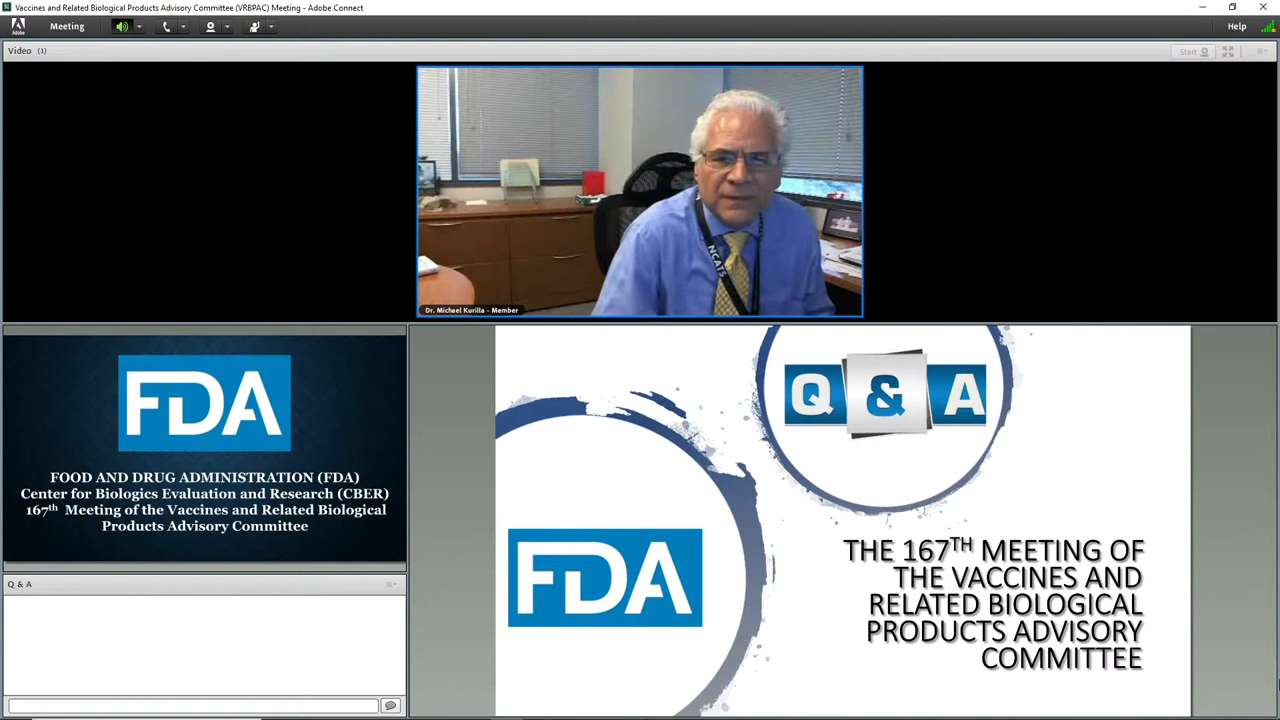 Vaccines and Related Biological Products Advisory Committee (VRBPAC) Meeting - Adobe Connect
Adobe
Meeting
Help
Video (1)
Start
NCATS
Dr. Michael Kurilla - Member
FDA
FOOD AND DRUG ADMINISTRATION (FDA)
Center for Biologics Evaluation and Research (CBER)
167th Meeting of the Vaccines and Related Biological
Products Advisory Committee
Q & A
Q & A
FDA
THE 167TH MEETING OF
THE VACCINES AND
RELATED BIOLOGICAL
PRODUCTS ADVISORY
COMMITTEE